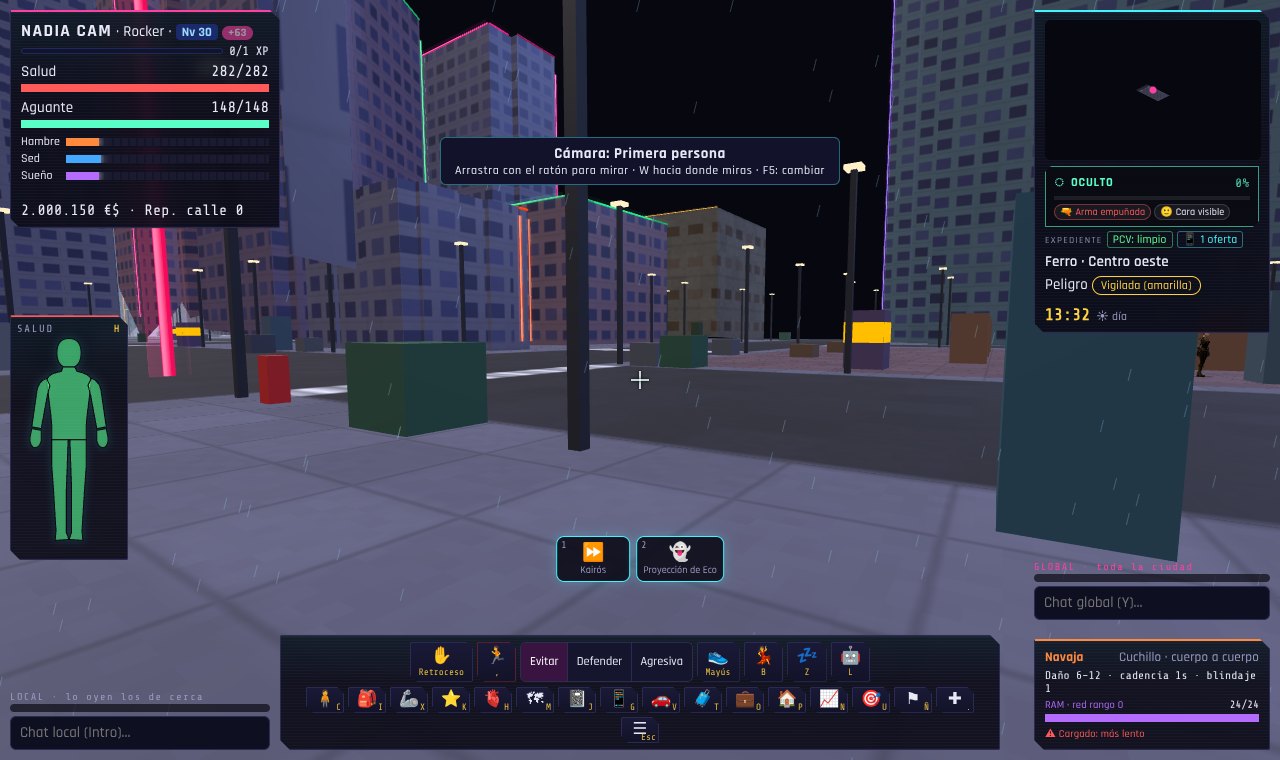 NADIA CAM · Rocker · Nv 30 +63
0/1 XP
Salud 282/282
Aguante 148/148
Hambre
Sed
Sueño
2.000.150 €$ · Rep. calle 0
SALUD H
Cámara: Primera persona
Arrastra con el ratón para mirar · W hacia donde miras · F5: cambiar
OCULTO 0%
Arma empuñada Cara visible
EXPEDIENTE PCV: limpio 1 oferta
Ferro · Centro oeste
Peligro Vigilada (amarilla)
13:32 día
1 Kairós
2 Proyección de Eco
GLOBAL · toda la ciudad
Chat global (Y)...
LOCAL · lo oyen los de cerca
Chat local (Intro)...
Retroceso , Evitar Defender Agresiva Mayús B Z L
C I X K H M J G V T O P N U Ñ .
Esc
Navaja Cuchillo · cuerpo a cuerpo
Daño 6–12 · cadencia 1s · blindaje
1
RAM · red rango 0 24/24
Cargado: más lento